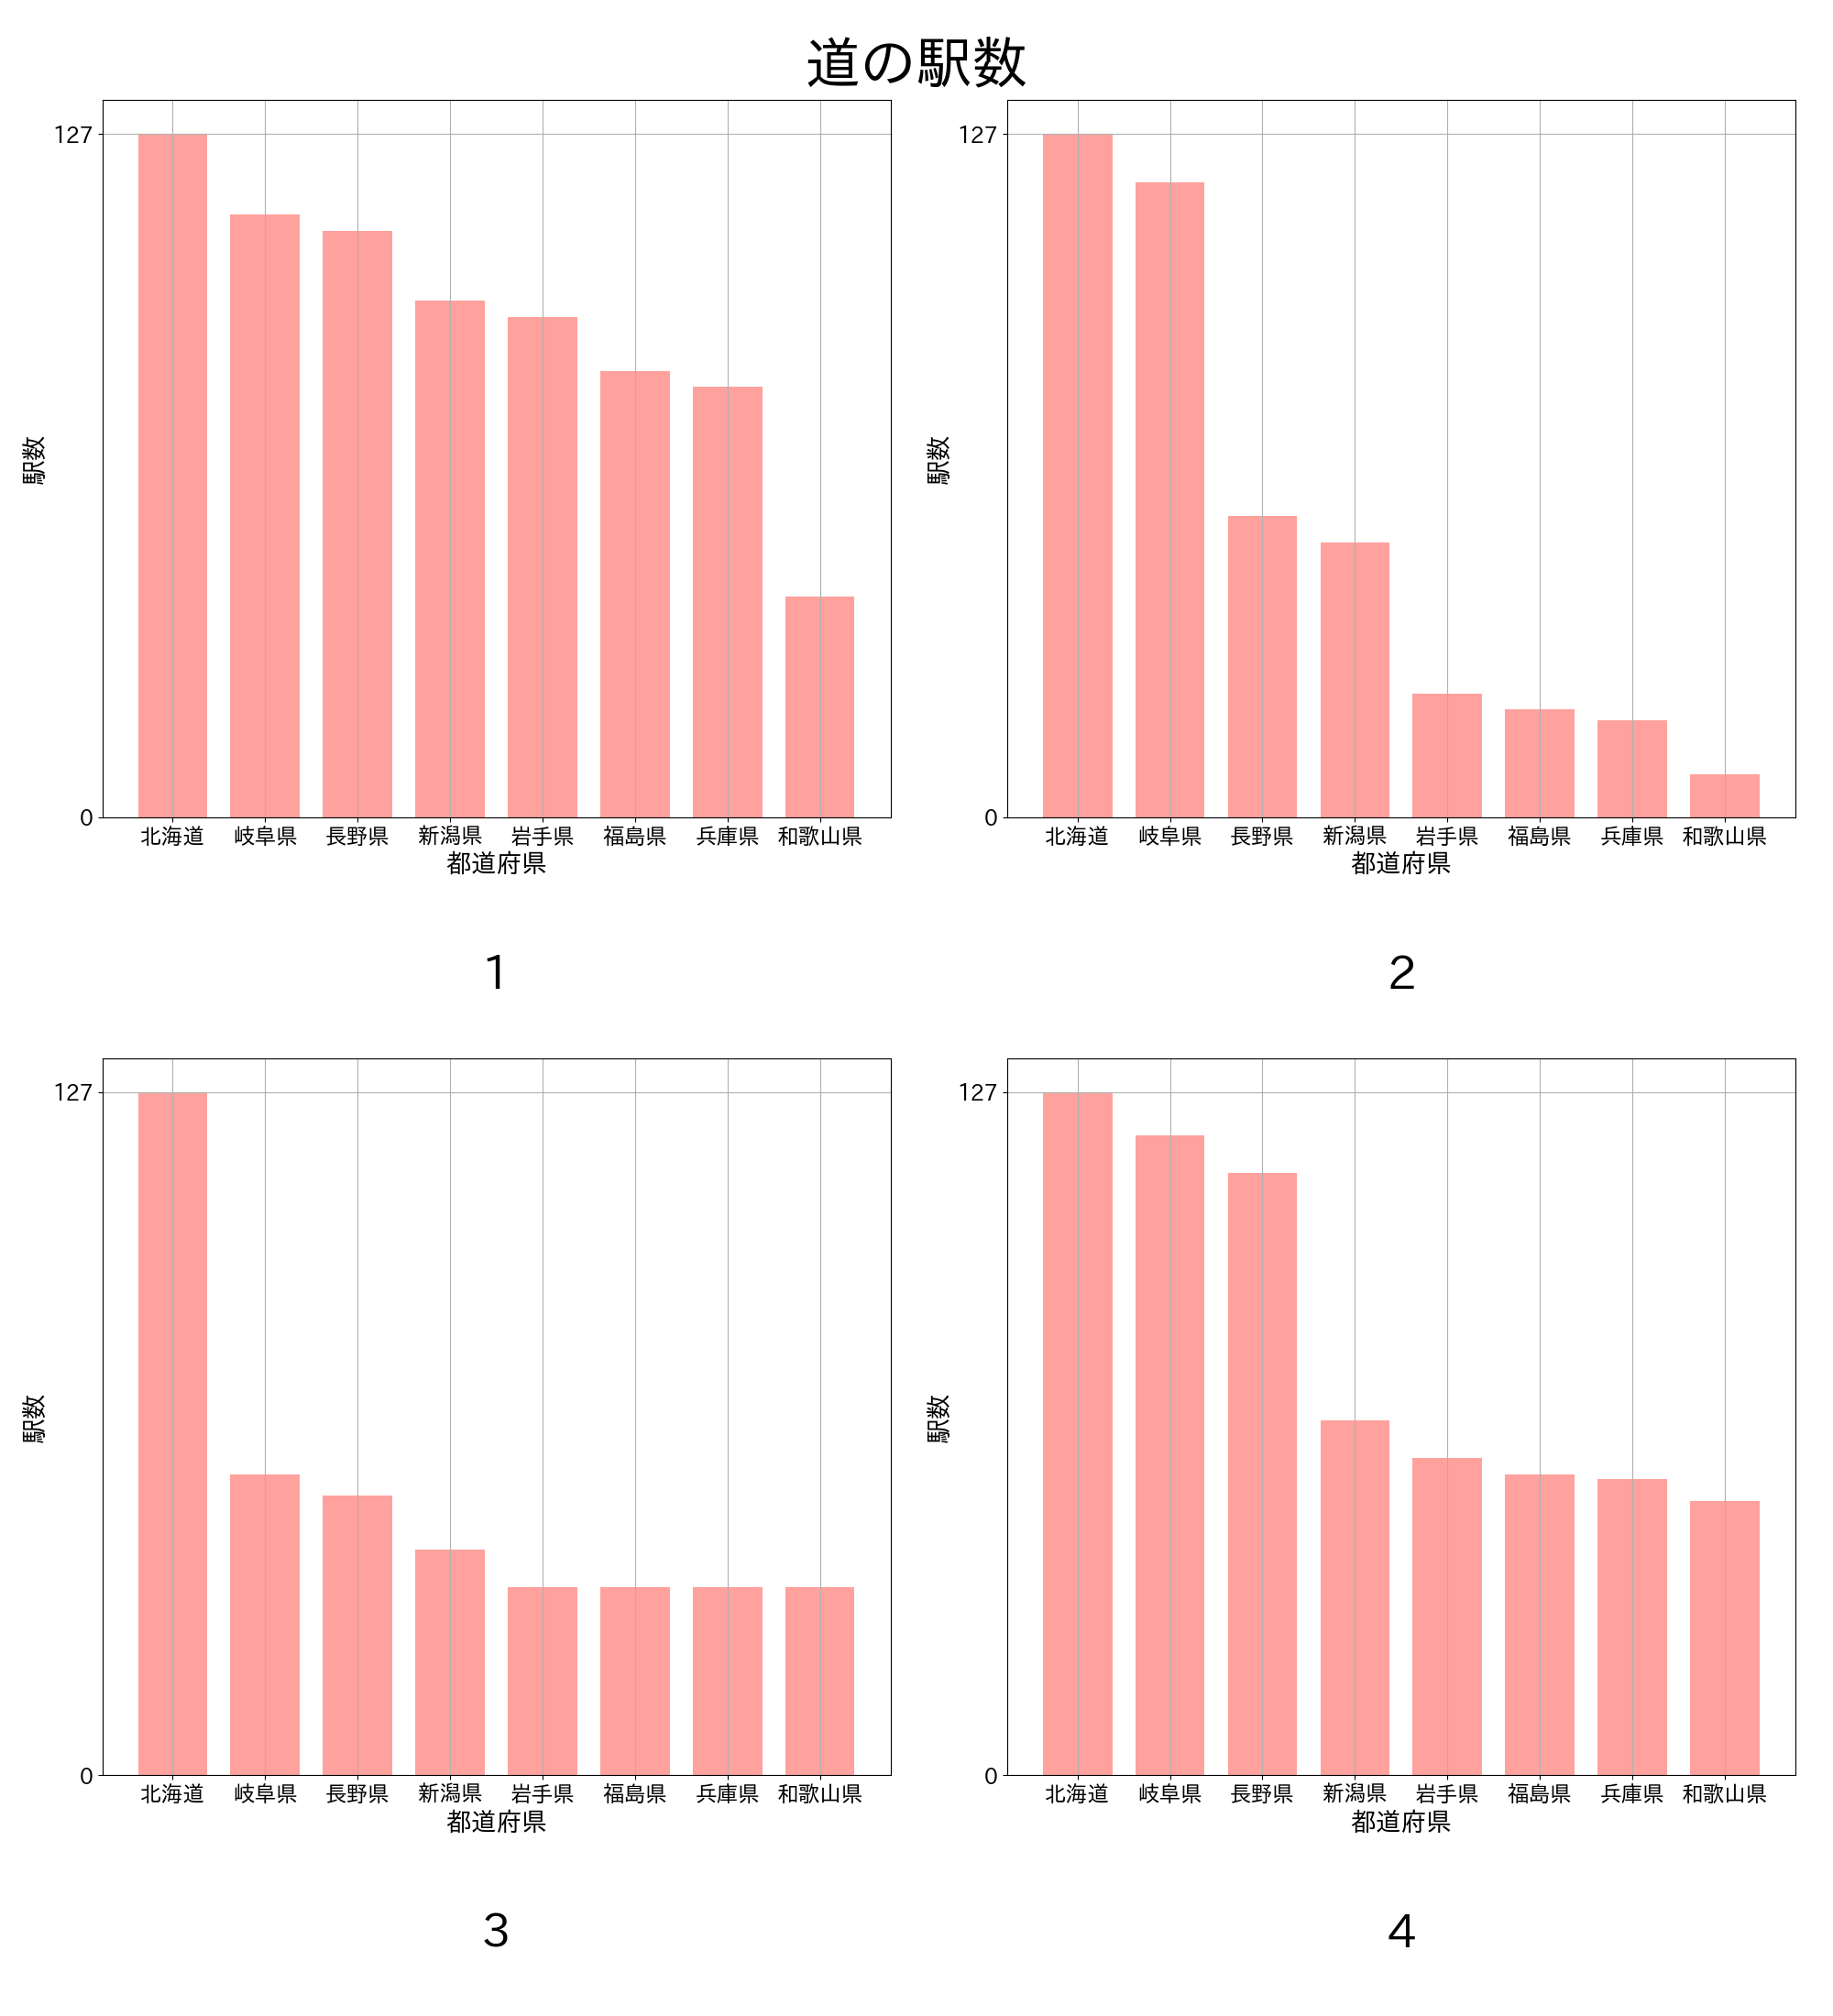 道の駅数
127
0
駅数
北海道 岐阜県 長野県 新潟県 岩手県 福島県 兵庫県 和歌山県
都道府県
1
127
0
駅数
北海道 岐阜県 長野県 新潟県 岩手県 福島県 兵庫県 和歌山県
都道府県
2
127
0
駅数
北海道 岐阜県 長野県 新潟県 岩手県 福島県 兵庫県 和歌山県
都道府県
3
127
0
駅数
北海道 岐阜県 長野県 新潟県 岩手県 福島県 兵庫県 和歌山県
都道府県
4